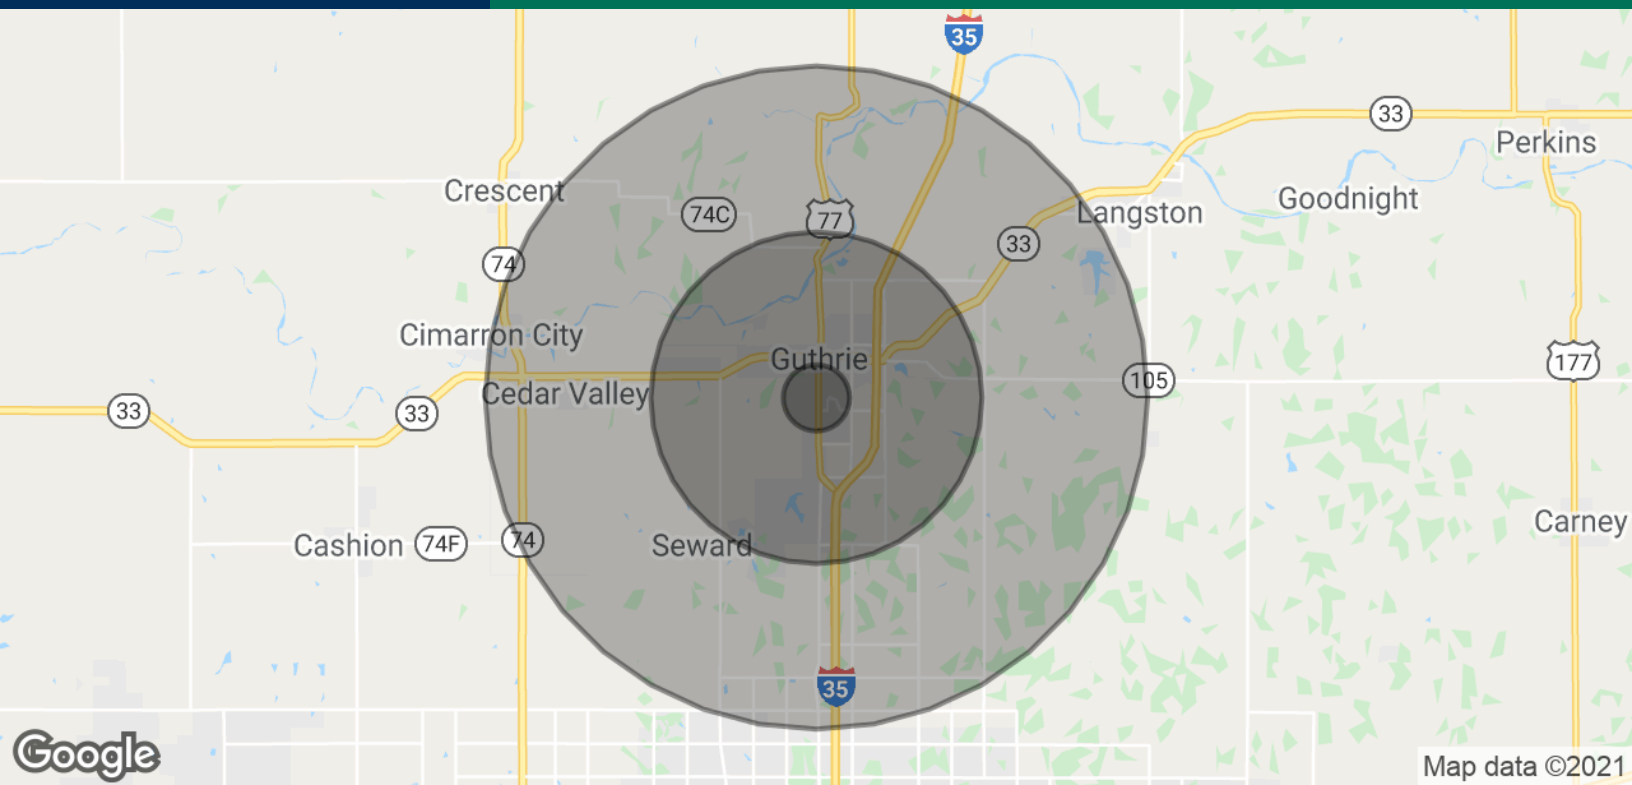 35
33
Perkins
Crescent
74C
77
Langston
Goodnight
33
74
Cimarron City
Guthrie
177
105
Cedar Valley
33
33
Carney
Cashion
74F
74
Seward
35
Google
Map data ©2021